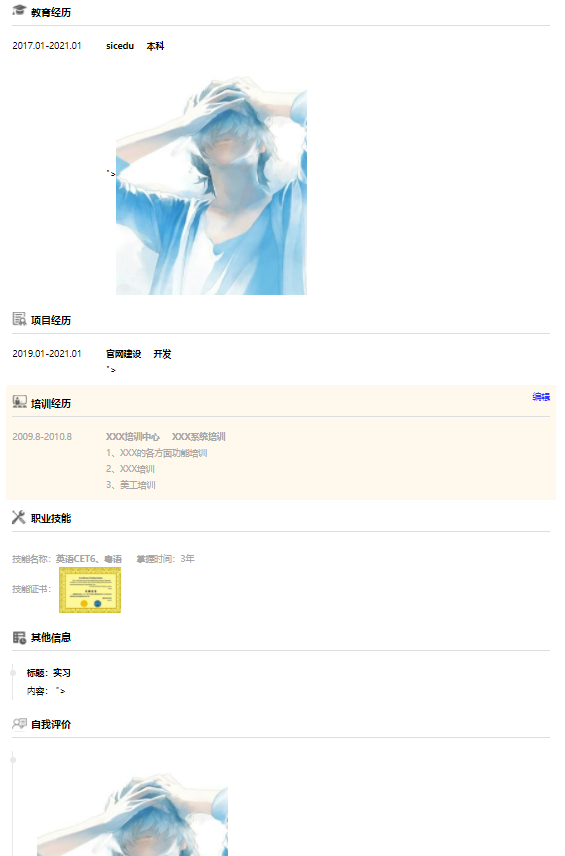 教育经历
2017.01-2021.01 sicedu 本科
">
项目经历
2019.01-2021.01 官网建设 开发
">
培训经历 编辑
2009.8-2010.8 XXX培训中心 XXX系统培训
1、XXX的各方面功能培训
2、XXX培训
3、美工培训
职业技能
技能名称：英语CET6、粤语 掌握时间：3年
技能证书：
其他信息
标题：实习
内容： ">
自我评价